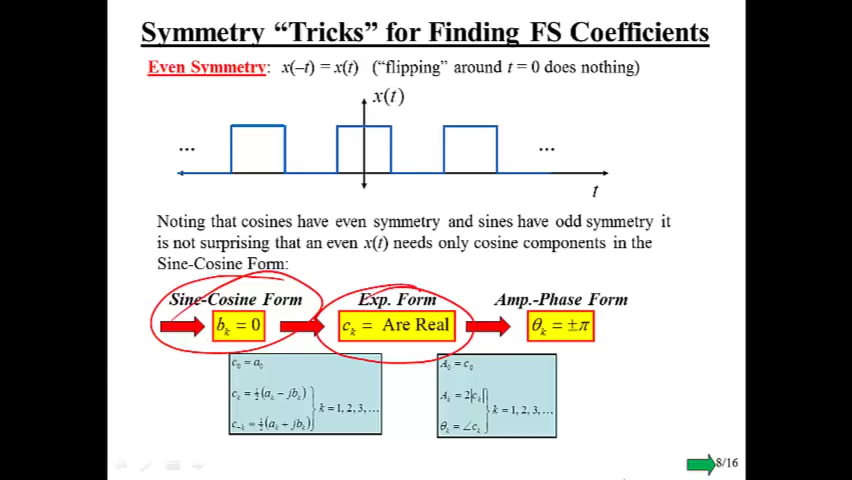 Symmetry “Tricks” for Finding FS Coefficients
Even Symmetry: x(–t) = x(t) (“flipping” around t = 0 does nothing)
x(t)
... ...
t
Noting that cosines have even symmetry and sines have odd symmetry it
is not surprising that an even x(t) needs only cosine components in the
Sine-Cosine Form:
Sine-Cosine Form Exp. Form Amp.-Phase Form
b_k = 0 c_k = Are Real θ_k = ±π
c_0 = a_0 A_0 = c_0
c_k = ½(a_k − jb_k) A_k = 2|c_k|
k = 1, 2, 3, … k = 1, 2, 3, …
c_{−k} = ½(a_k + jb_k) θ_k = ∠c_k
8/16